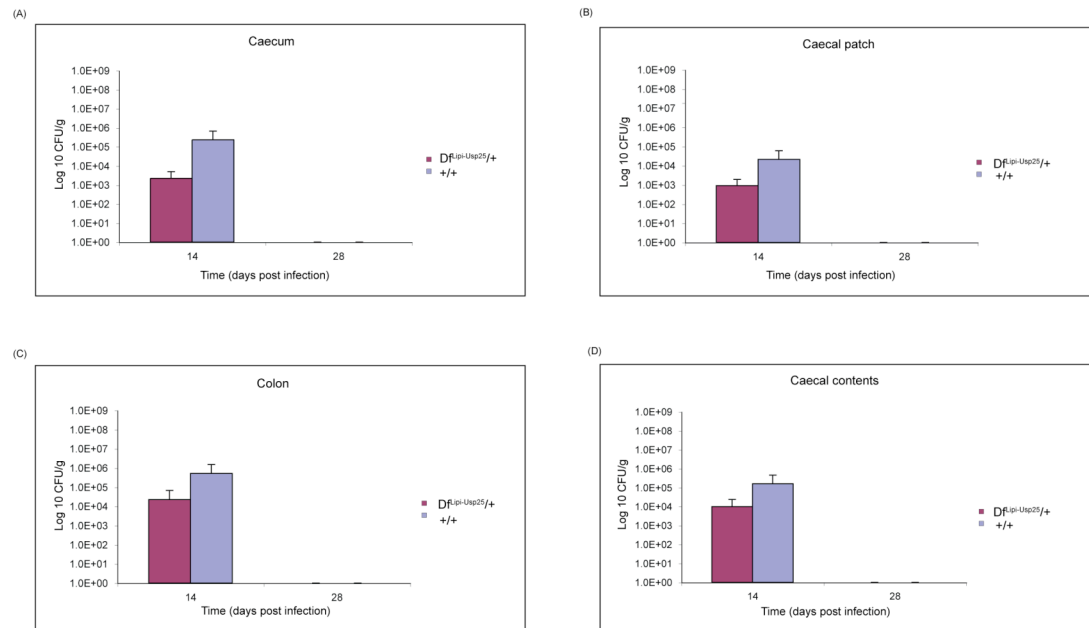 (A)
Caecum
1.0E+09
1.0E+08
1.0E+07
1.0E+06
1.0E+05
1.0E+04
1.0E+03
1.0E+02
1.0E+01
1.0E+00
Log 10 CFU/g
14
28
Time (days post infection)
Df^Lipi-Usp25/+
+/+
(B)
Caecal patch
1.0E+09
1.0E+08
1.0E+07
1.0E+06
1.0E+05
1.0E+04
1.0E+03
1.0E+02
1.0E+01
1.0E+00
Log 10 CFU/g
14
28
Time (days post infection)
Df^Lipi-Usp25/+
+/+
(C)
Colon
1.0E+09
1.0E+08
1.0E+07
1.0E+06
1.0E+05
1.0E+04
1.0E+03
1.0E+02
1.0E+01
1.0E+00
Log 10 CFU/g
14
28
Time (days post infection)
Df^Lipi-Usp25/+
+/+
(D)
Caecal contents
1.0E+09
1.0E+08
1.0E+07
1.0E+06
1.0E+05
1.0E+04
1.0E+03
1.0E+02
1.0E+01
1.0E+00
Log 10 CFU/g
14
28
Time (days post infection)
Df^Lipi-Usp25/+
+/+